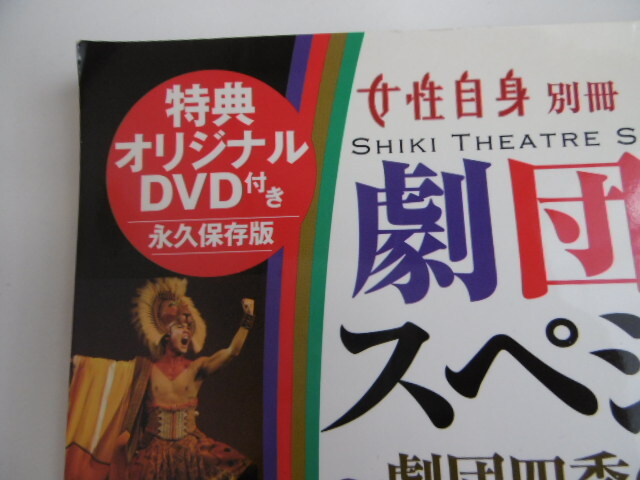 特典
オリジナル
DVD付き
永久保存版
女性自身 別冊
SHIKI THEATRE S
劇団
スペシ
劇団四季